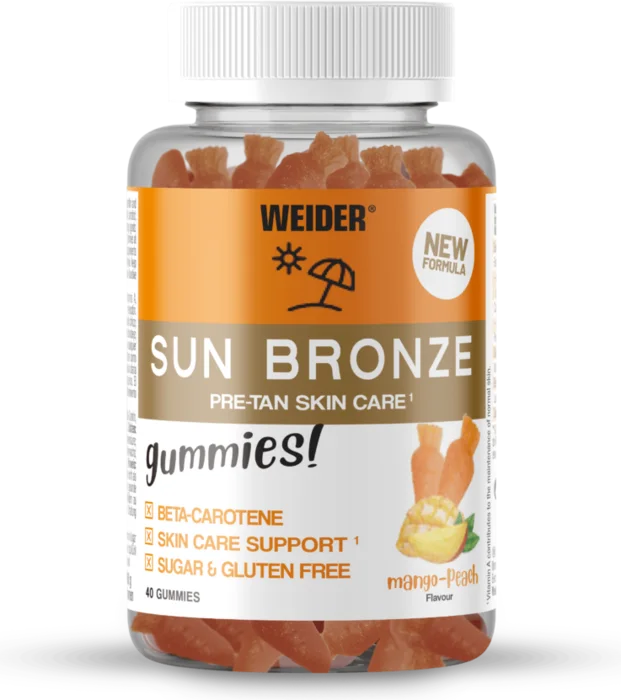 WEIDER®
NEW
FORMULA
SUN BRONZE
PRE-TAN SKIN CARE¹
gummies!
BETA-CAROTENE
SKIN CARE SUPPORT ¹
SUGAR & GLUTEN FREE
40 GUMMIES
mango-Peach
Flavour
¹Vitamin A contributes to the maintenance of normal skin.